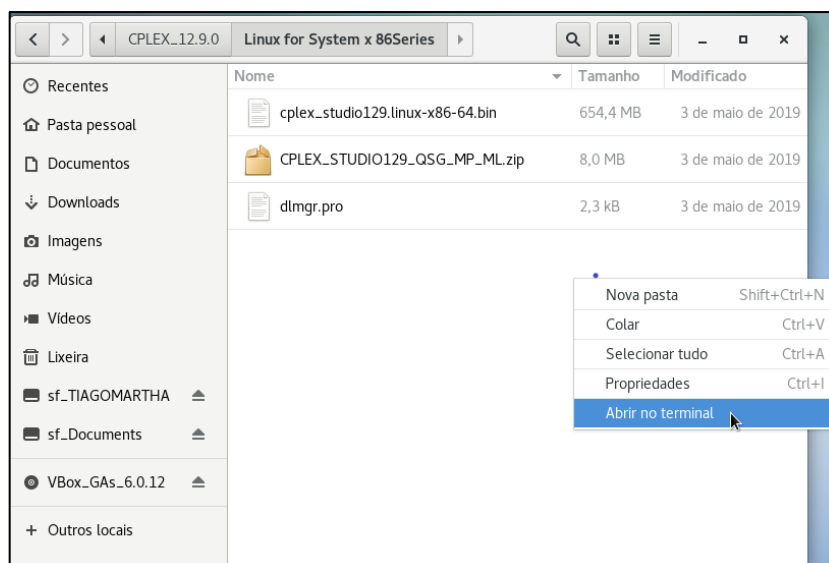 CPLEX_12.9.0 Linux for System x 86Series
Recentes
Pasta pessoal
Documentos
Downloads
Imagens
Música
Vídeos
Lixeira
sf_TIAGOMARTHA
sf_Documents
VBox_GAs_6.0.12
+ Outros locais
Nome Tamanho Modificado
cplex_studio129.linux-x86-64.bin 654,4 MB 3 de maio de 2019
CPLEX_STUDIO129_QSG_MP_ML.zip 8,0 MB 3 de maio de 2019
dlmgr.pro 2,3 kB 3 de maio de 2019
Nova pasta Shift+Ctrl+N
Colar Ctrl+V
Selecionar tudo Ctrl+A
Propriedades Ctrl+I
Abrir no terminal